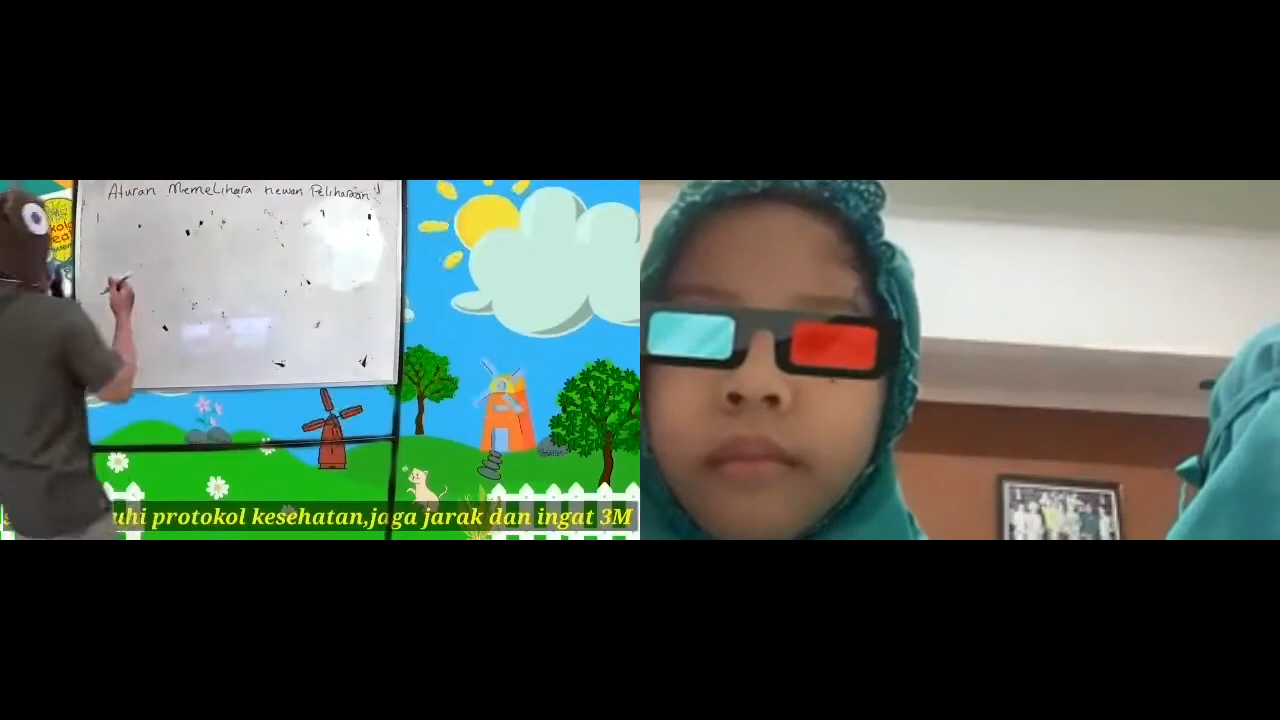 Aturan Memelihara hewan Peliharaan
uhi protokol kesehatan,jaga jarak dan ingat 3M